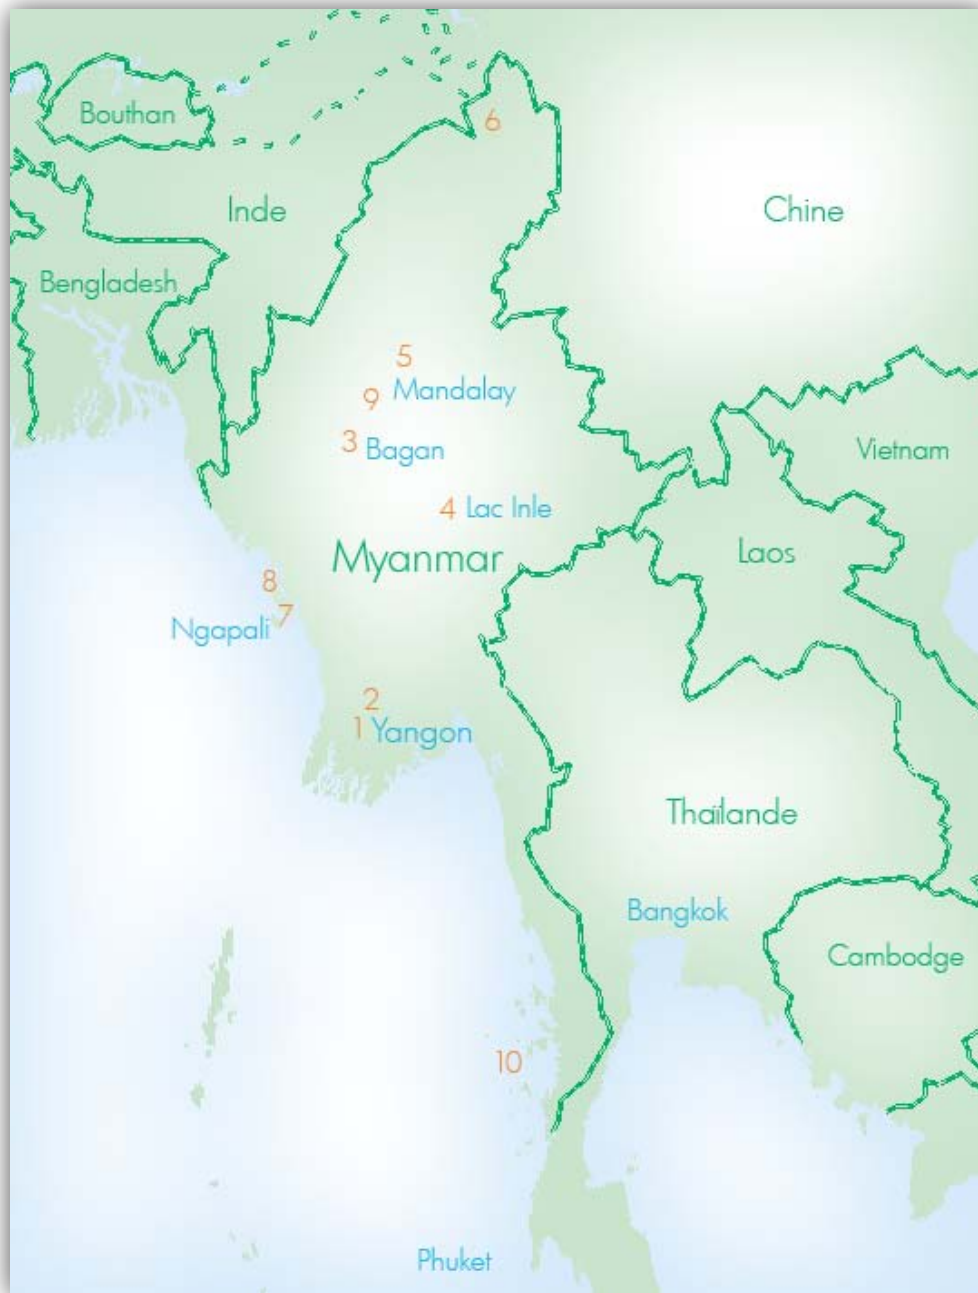 6
Bouthan
Inde
Chine
Bengladesh
5
Mandalay
9
3
Bagan
Vietnam
4
Lac Inle
Myanmar
Laos
8
7
Ngapali
2
1
Yangon
Thaïlande
Bangkok
Cambodge
10
Phuket